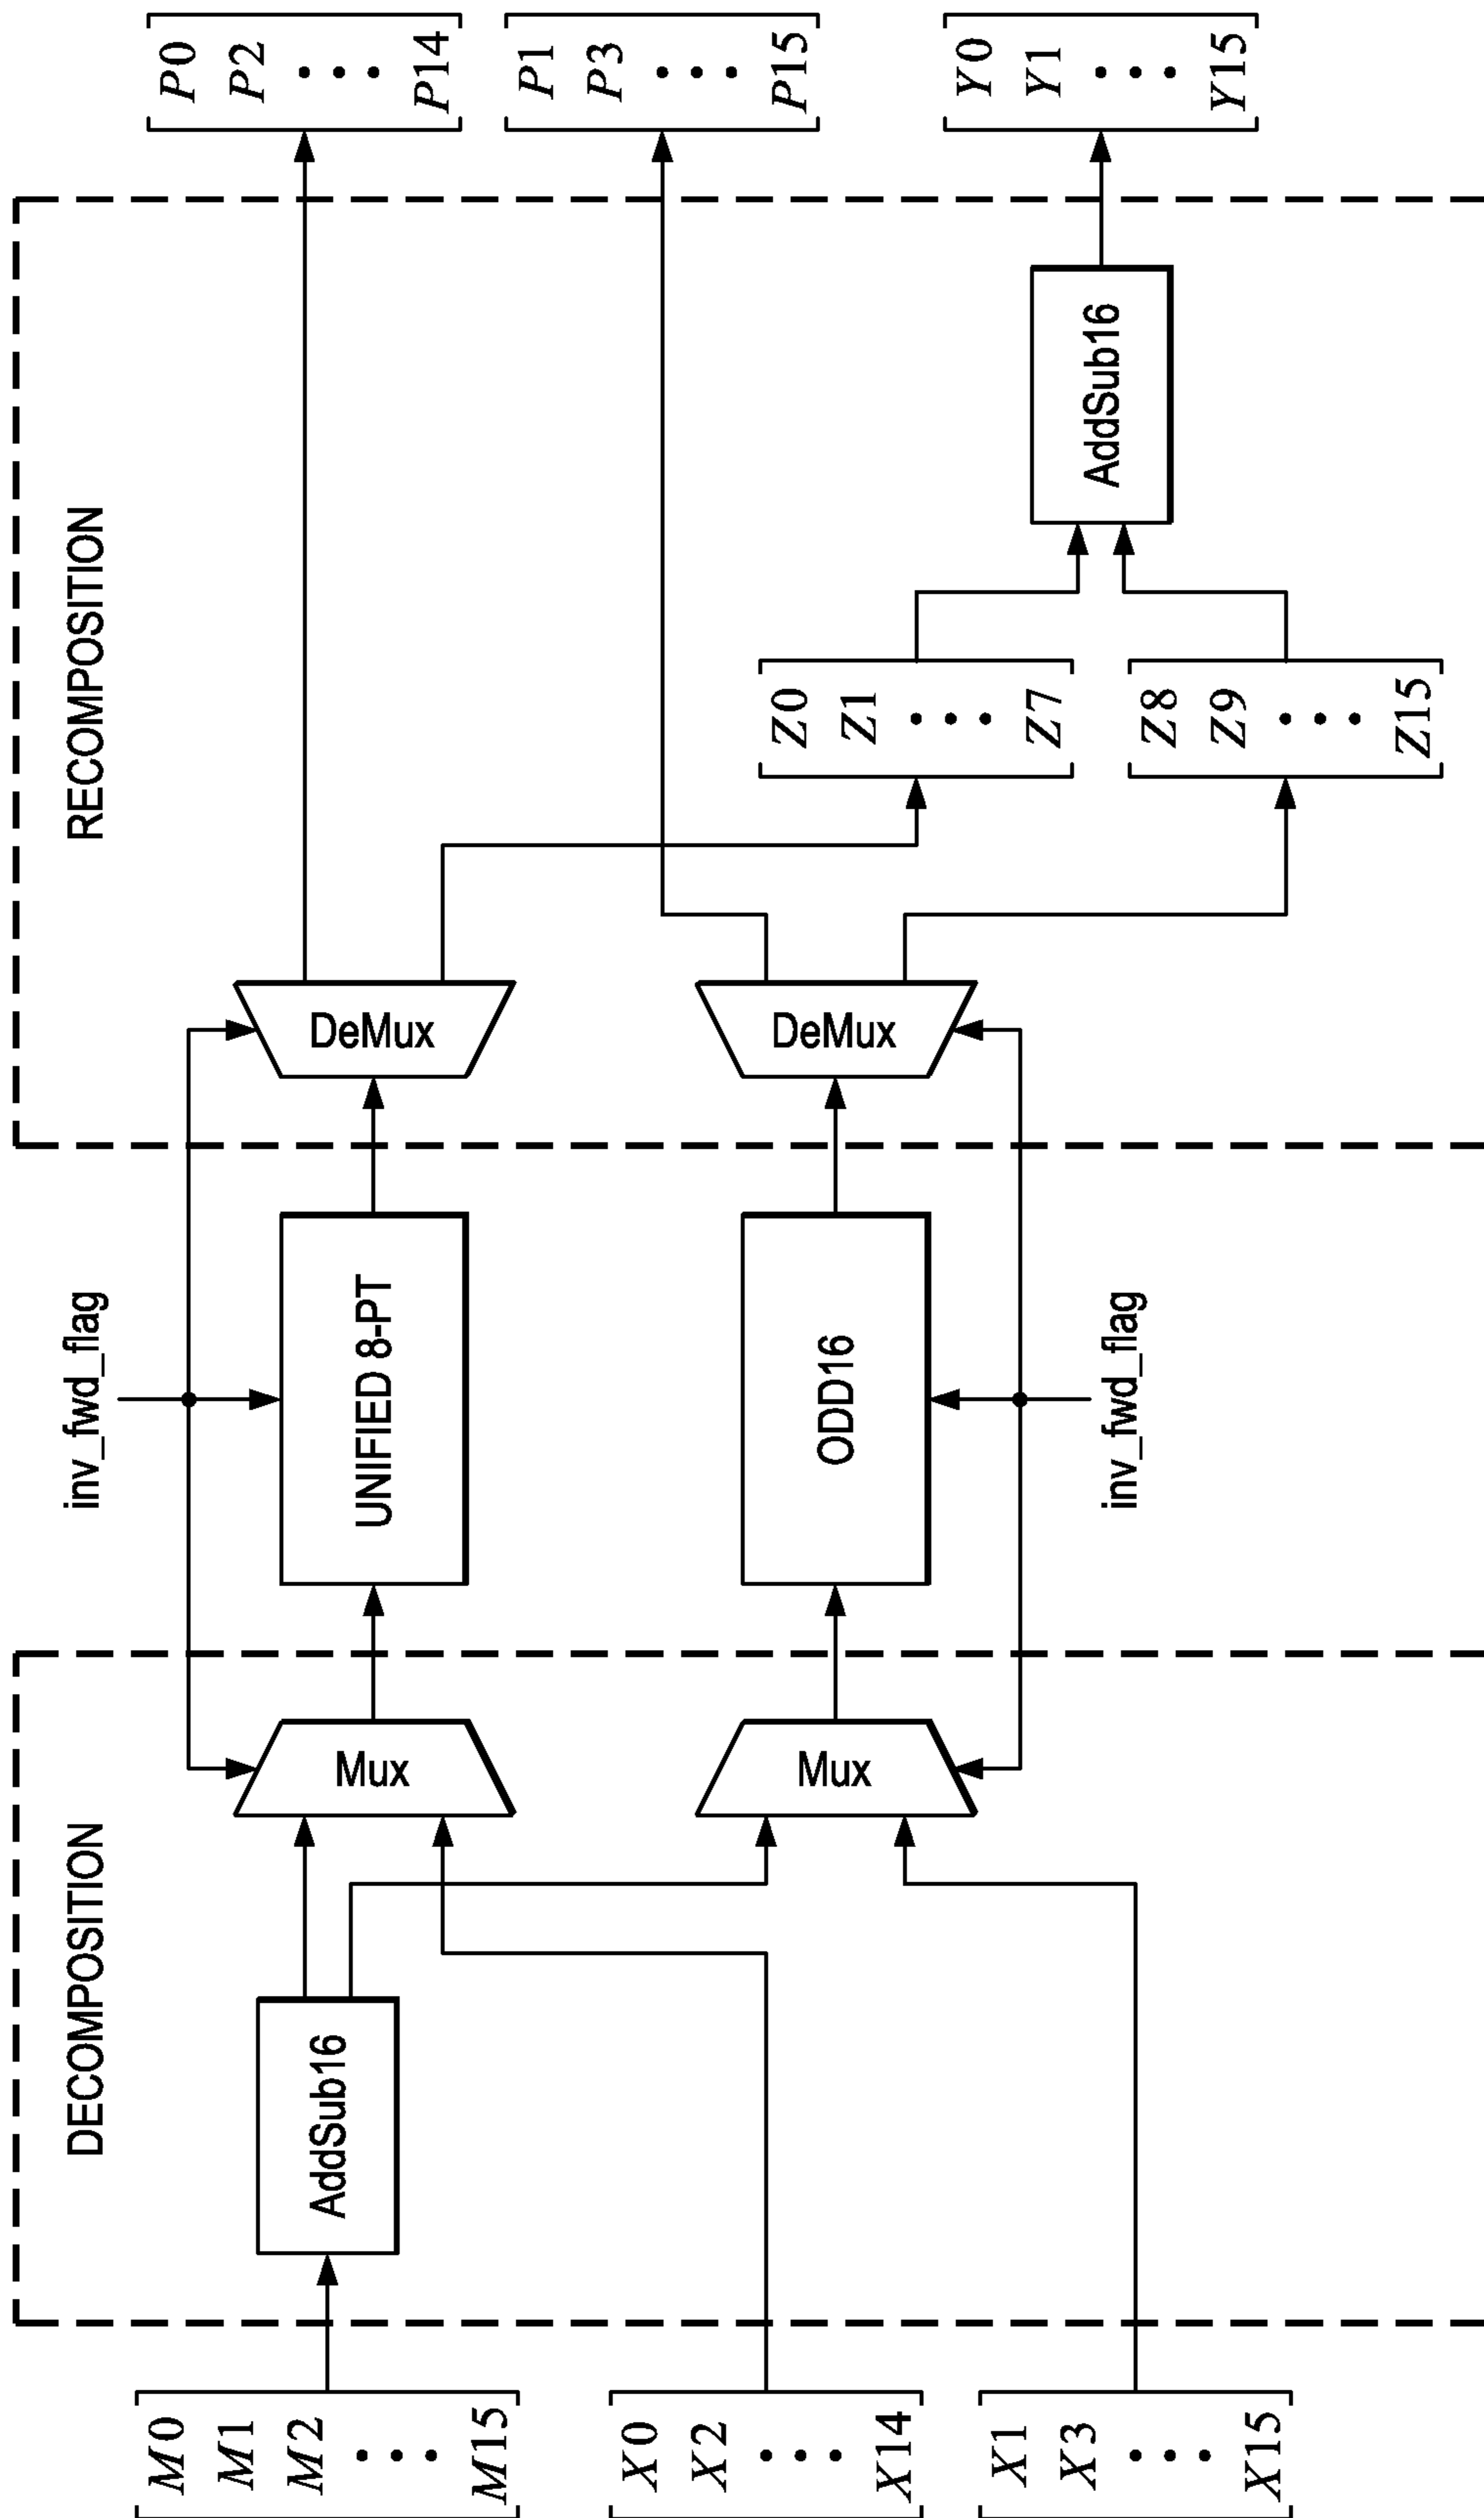 DECOMPOSITION
RECOMPOSITION
inv_fwd_flag
M0
M1
M2
M15
AddSub16
Mux
UNIFIED 8-PT
DeMux
P0
P2
P14
X0
X2
X14
Mux
ODD16
DeMux
P1
P3
P15
X1
X3
X15
inv_fwd_flag
Z0
Z1
Z7
Z8
Z9
Z15
AddSub16
Y0
Y1
Y15